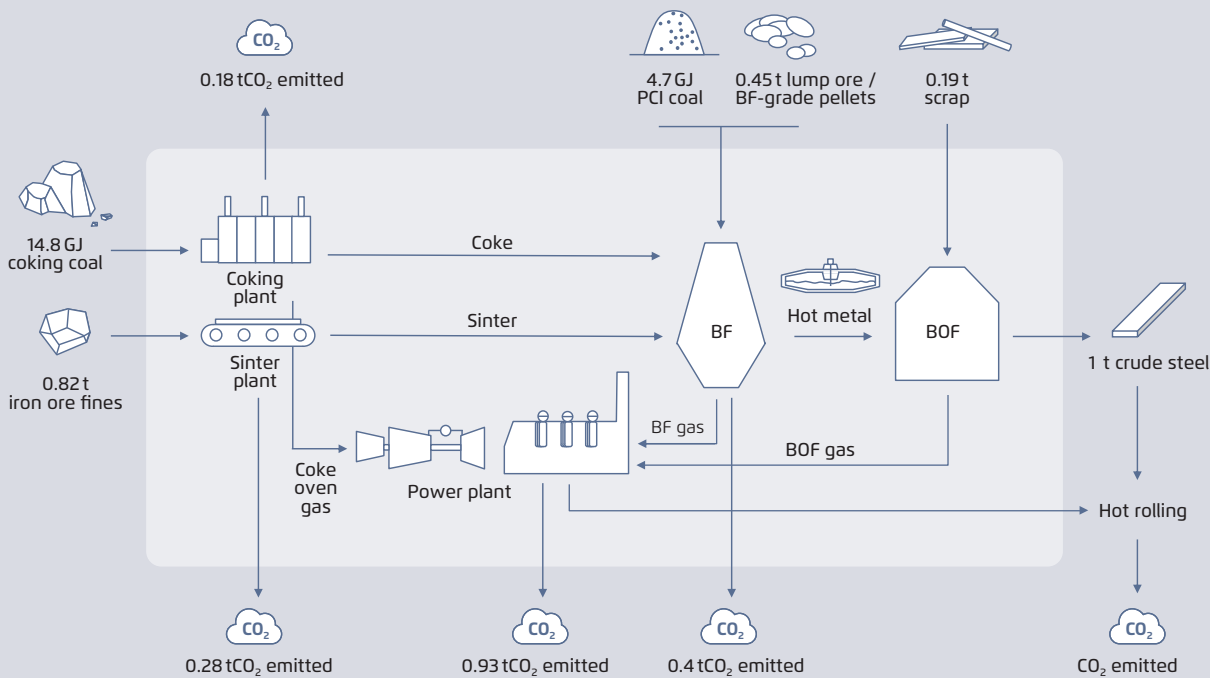 CO₂
0.18 tCO₂ emitted
4.7 GJ
PCI coal
0.45 t lump ore /
BF-grade pellets
0.19 t
scrap
14.8 GJ
coking coal
Coking
plant
Coke
0.82 t
iron ore fines
Sinter
plant
Sinter
BF
Hot metal
BOF
1 t crude steel
Coke
oven
gas
Power plant
BF gas
BOF gas
Hot rolling
CO₂
0.28 tCO₂ emitted
CO₂
0.93 tCO₂ emitted
CO₂
0.4 tCO₂ emitted
CO₂
CO₂ emitted